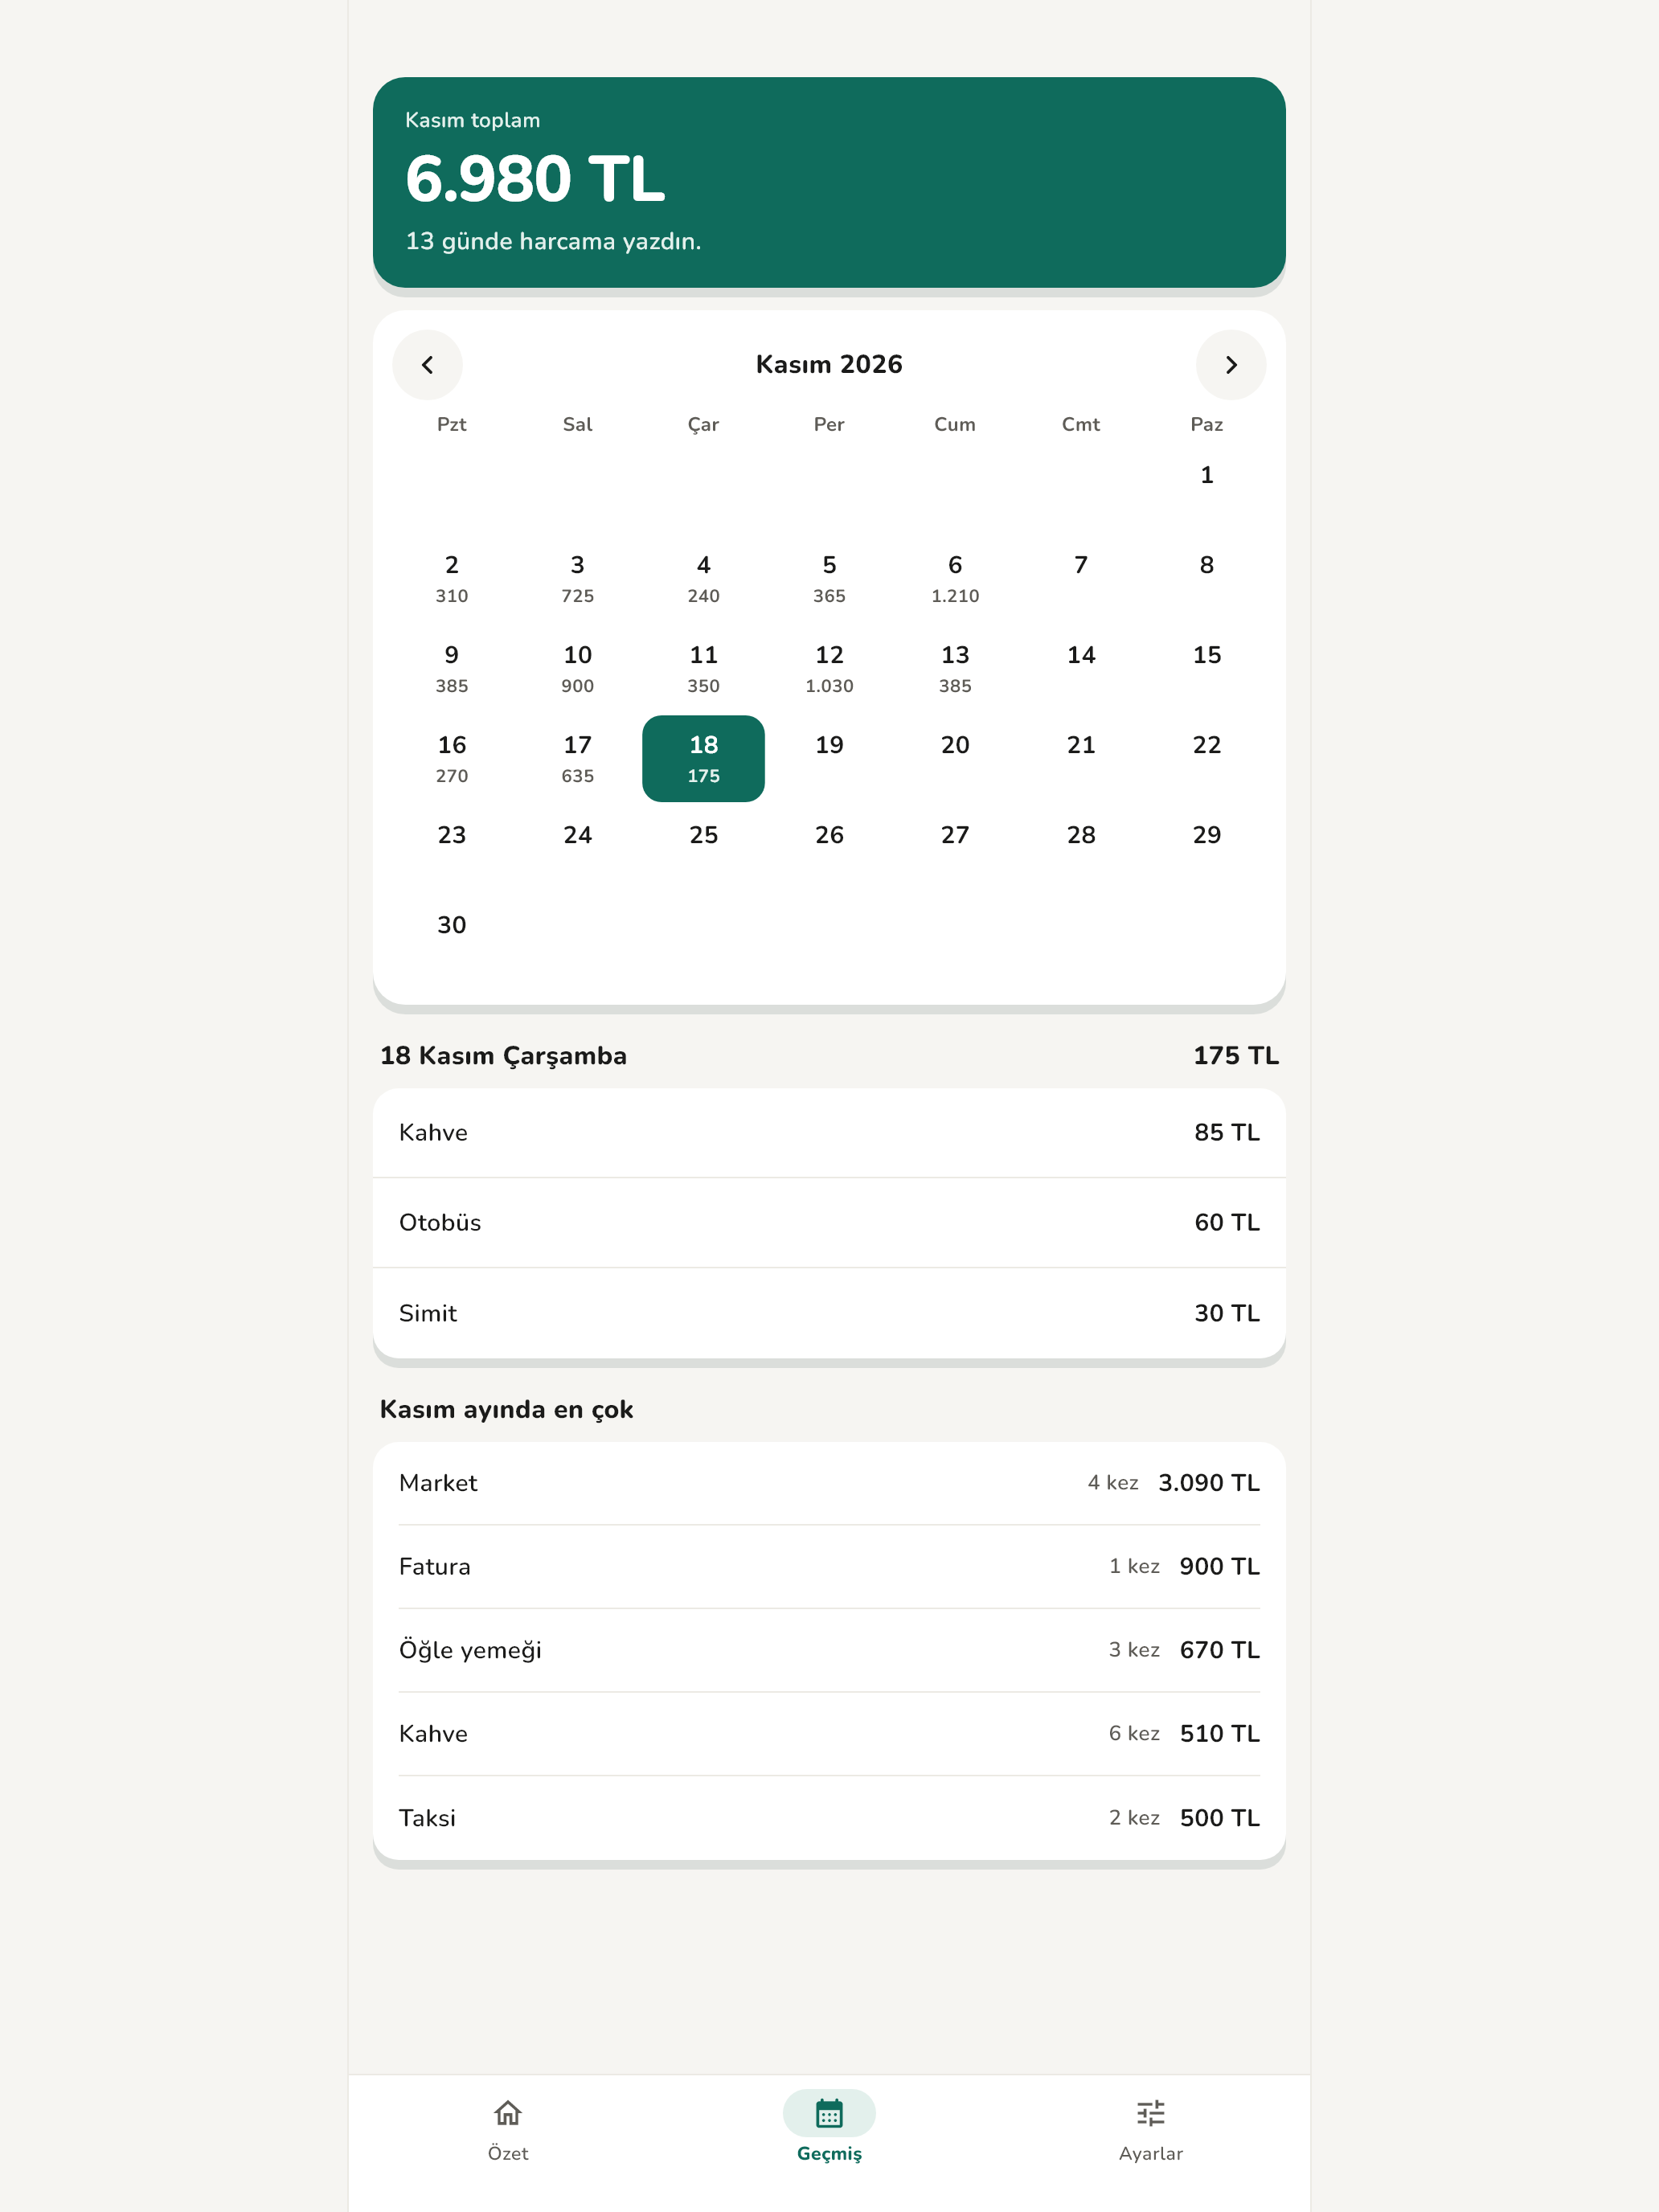 Kasım toplam
6.980 TL
13 günde harcama yazdın.
Kasım 2026
Pzt Sal Çar Per Cum Cmt Paz
1
2 3 4 5 6 7 8
310 725 240 365 1.210
9 10 11 12 13 14 15
385 900 350 1.030 385
16 17 18 19 20 21 22
270 635 175
23 24 25 26 27 28 29
30
18 Kasım Çarşamba 175 TL
Kahve 85 TL
Otobüs 60 TL
Simit 30 TL
Kasım ayında en çok
Market 4 kez 3.090 TL
Fatura 1 kez 900 TL
Öğle yemeği 3 kez 670 TL
Kahve 6 kez 510 TL
Taksi 2 kez 500 TL
Özet Geçmiş Ayarlar